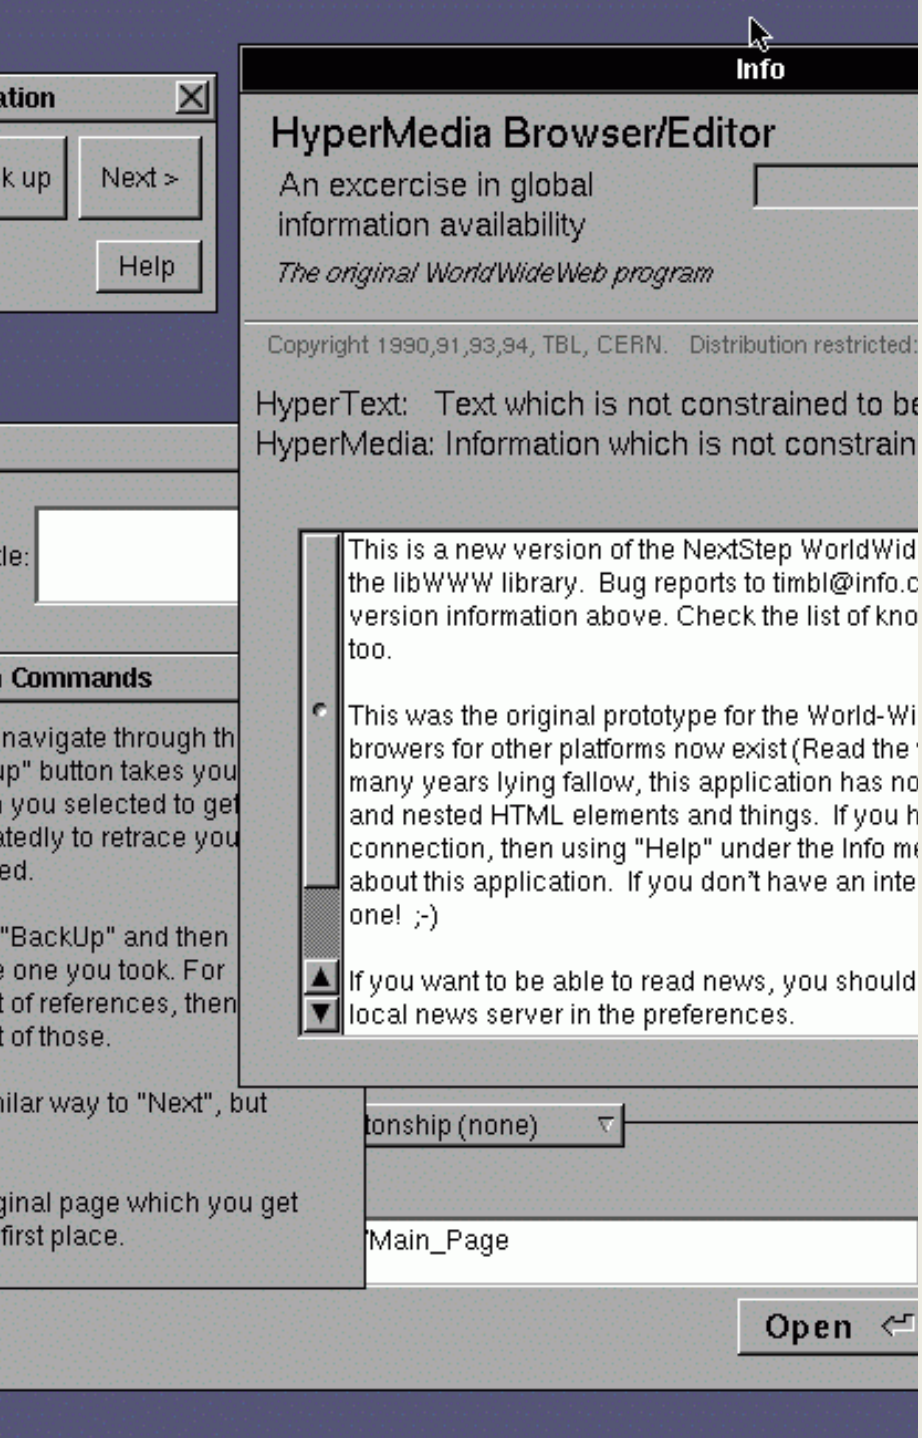 Info
ation
k up
Next >
Help
HyperMedia Browser/Editor
An excercise in global
information availability
The original WorldWideWeb program
Copyright 1990,91,93,94, TBL, CERN. Distribution restricted:
HyperText: Text which is not constrained to be
HyperMedia: Information which is not constrain
tle:
This is a new version of the NextStep WorldWid
the libWWW library. Bug reports to timbl@info.c
version information above. Check the list of kno
too.
This was the original prototype for the World-Wi
browers for other platforms now exist (Read the
many years lying fallow, this application has no
and nested HTML elements and things. If you h
connection, then using "Help" under the Info me
about this application. If you don't have an inte
one! ;-)
If you want to be able to read news, you should
local news server in the preferences.
Commands
navigate through th
up" button takes you
you selected to get
atedly to retrace you
ed.
"BackUp" and then
e one you took. For
t of references, then
t of those.
nilar way to "Next", but
ginal page which you get
first place.
tonship (none)
/Main_Page
Open